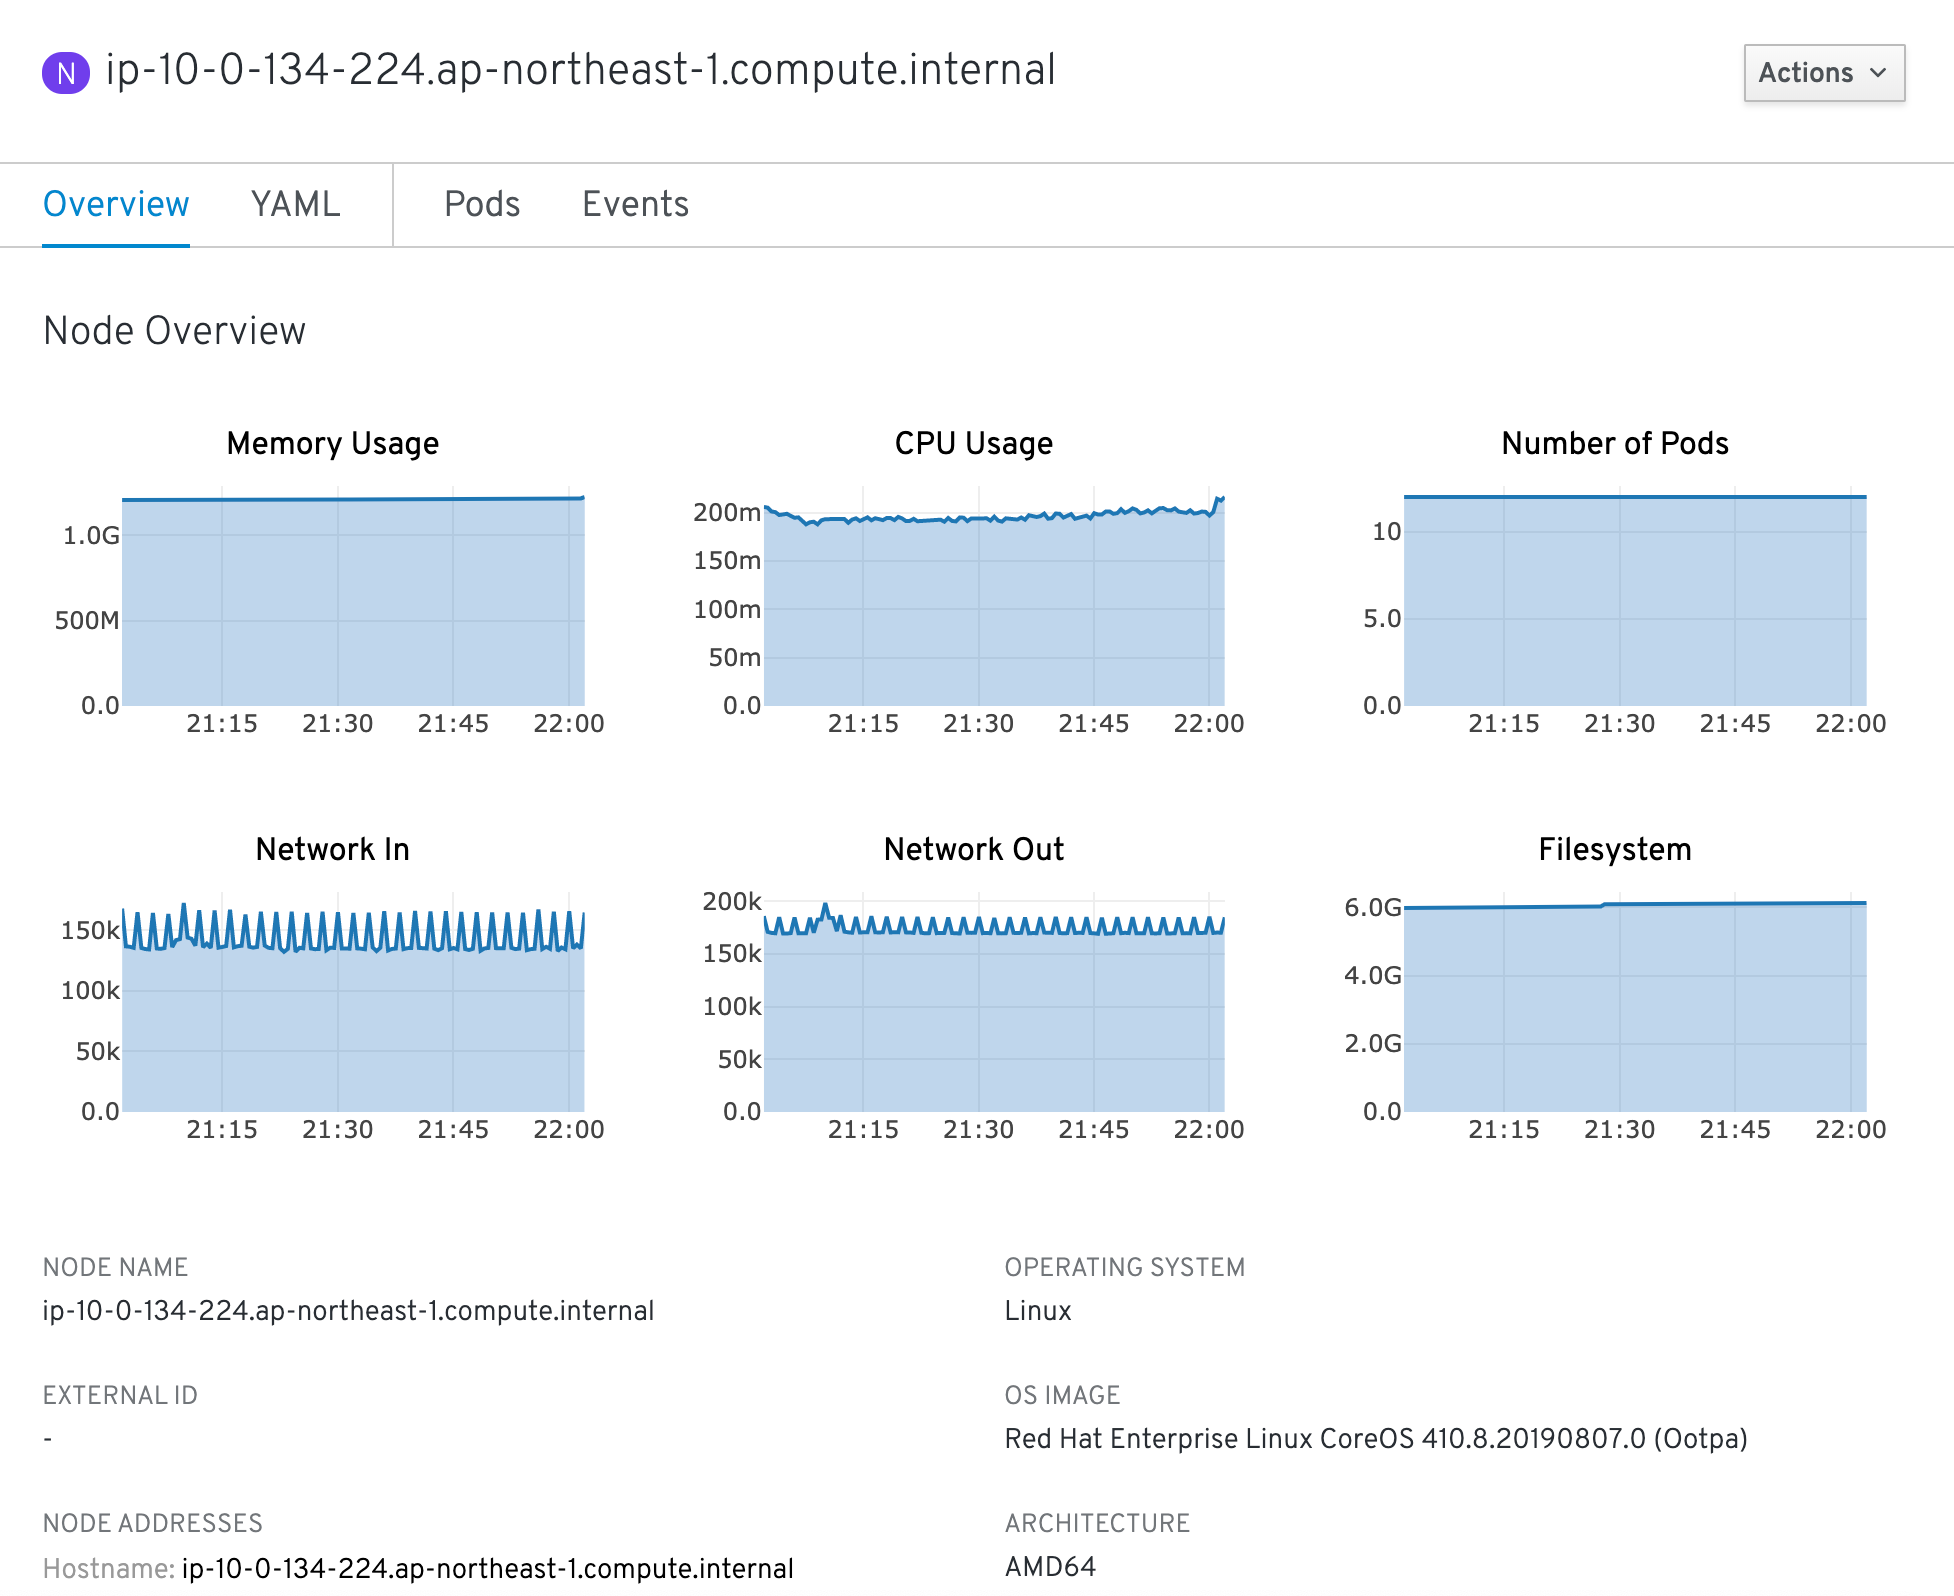 N ip-10-0-134-224.ap-northeast-1.compute.internal
Actions
Overview YAML Pods Events
Node Overview
Memory Usage
1.0G
500M
0.0
21:15 21:30 21:45 22:00
CPU Usage
200m
150m
100m
50m
0.0
21:15 21:30 21:45 22:00
Number of Pods
10
5.0
0.0
21:15 21:30 21:45 22:00
Network In
150k
100k
50k
0.0
21:15 21:30 21:45 22:00
Network Out
200k
150k
100k
50k
0.0
21:15 21:30 21:45 22:00
Filesystem
6.0G
4.0G
2.0G
0.0
21:15 21:30 21:45 22:00
NODE NAME
ip-10-0-134-224.ap-northeast-1.compute.internal
EXTERNAL ID
-
NODE ADDRESSES
Hostname: ip-10-0-134-224.ap-northeast-1.compute.internal
OPERATING SYSTEM
Linux
OS IMAGE
Red Hat Enterprise Linux CoreOS 410.8.20190807.0 (Ootpa)
ARCHITECTURE
AMD64